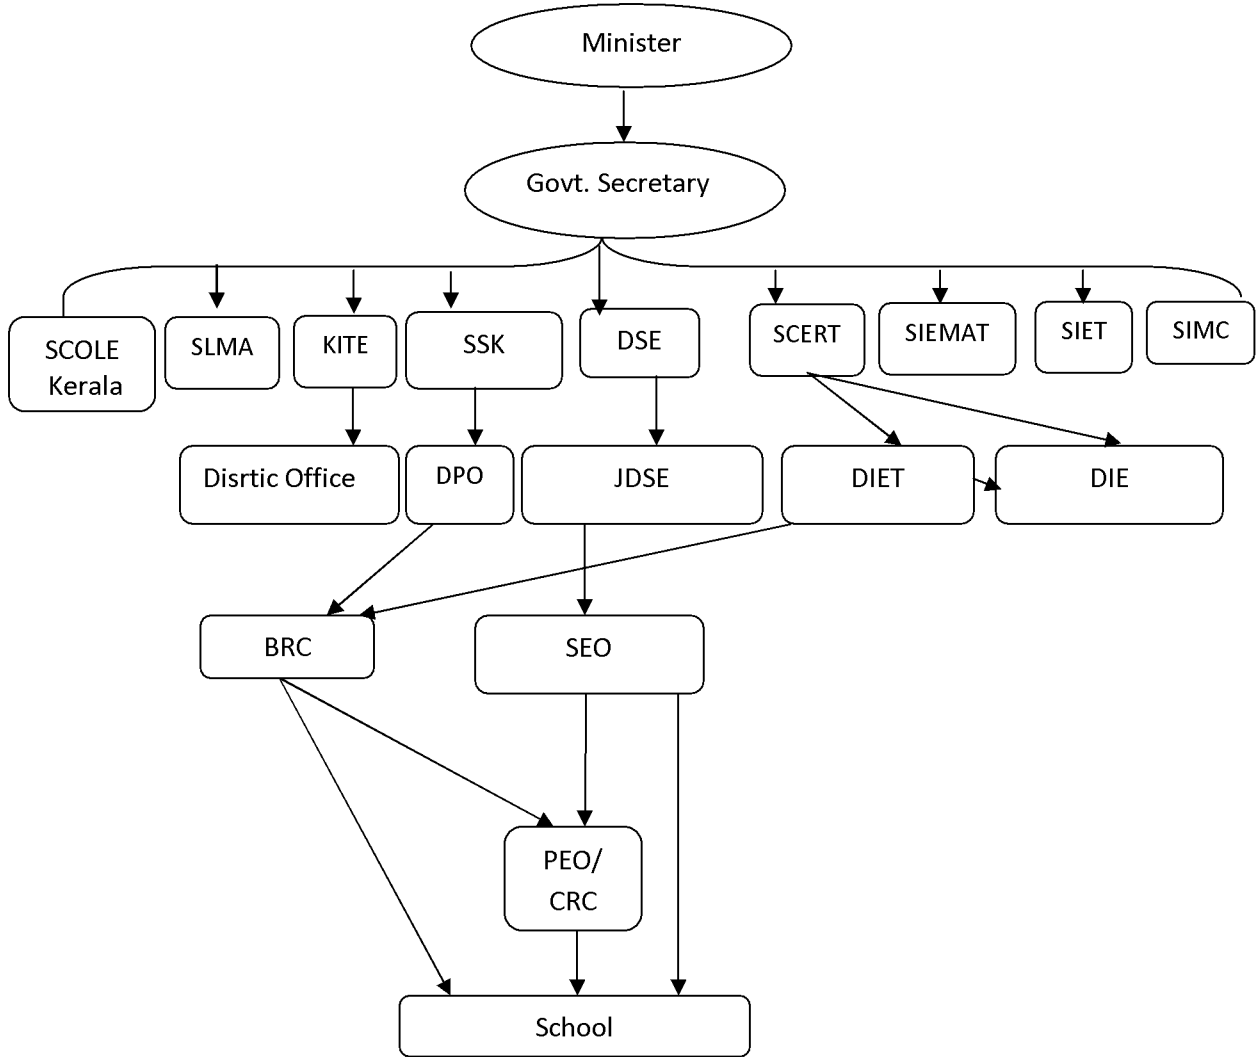 Minister
Govt. Secretary
SCOLE
Kerala
SLMA
KITE
SSK
DSE
SCERT
SIEMAT
SIET
SIMC
Disrtic Office
DPO
JDSE
DIET
DIE
BRC
SEO
PEO/
CRC
School